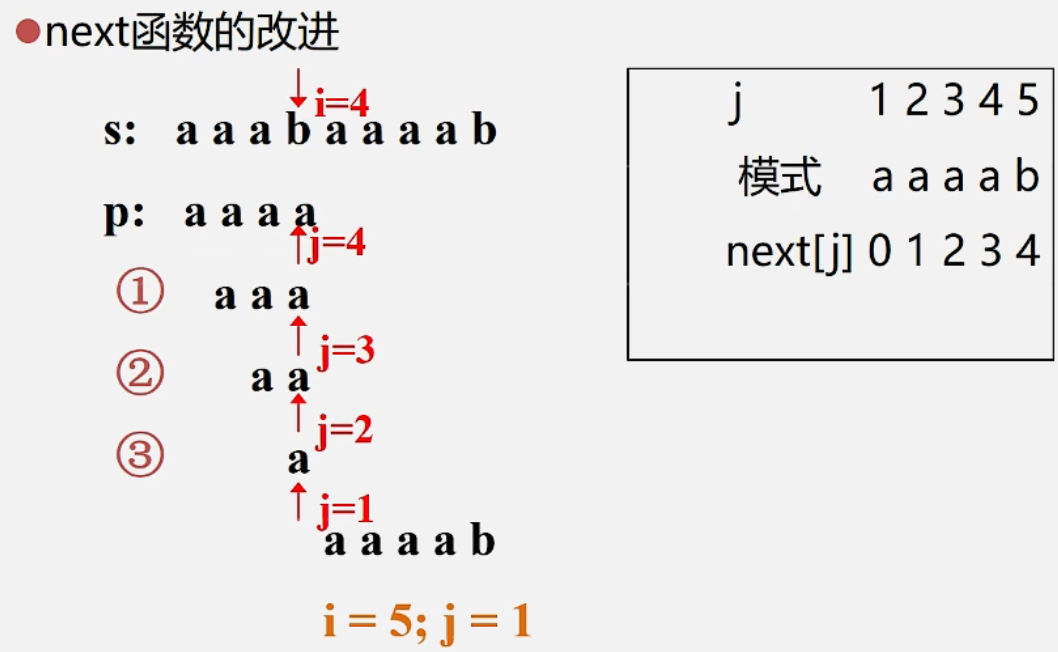 ●next函数的改进
i=4
s: a a a b a a a a b
p: a a a a
j=4
① a a a
j=3
② a a
j=2
③ a
j=1
a a a a b
i = 5; j = 1
j 1 2 3 4 5
模式 a a a a b
next[j] 0 1 2 3 4